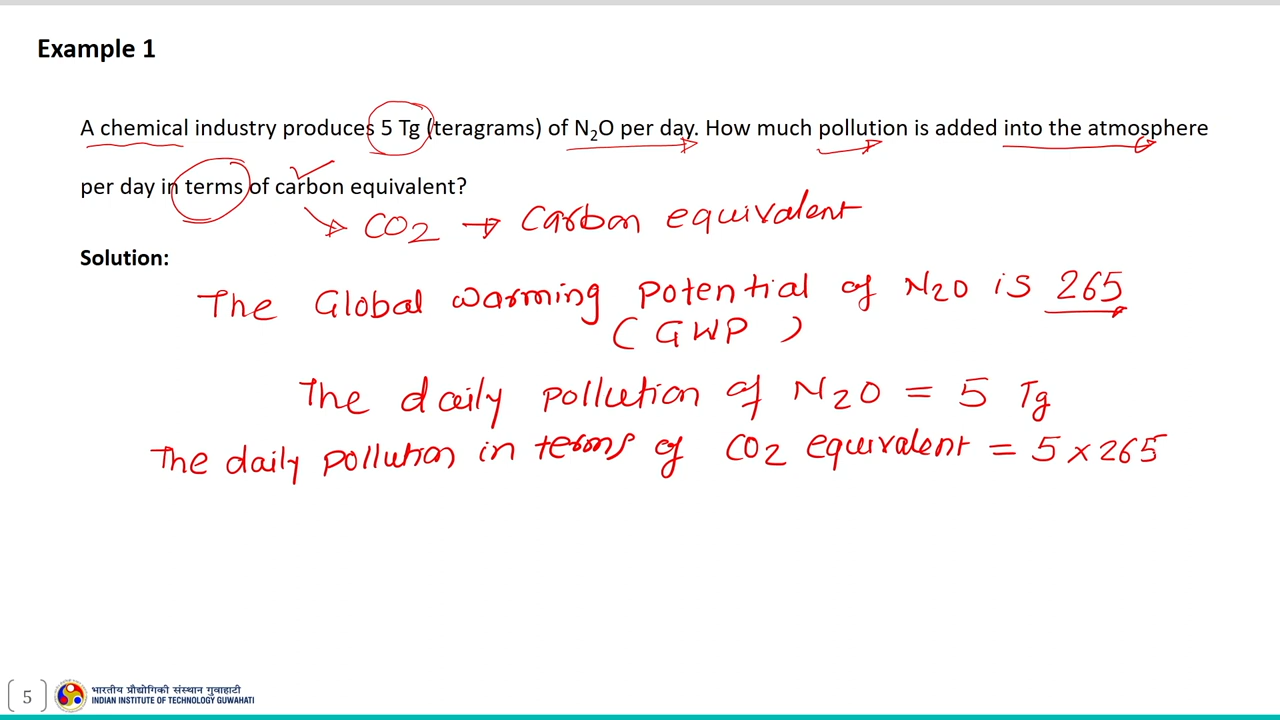 Example 1
A chemical industry produces 5 Tg (teragrams) of N₂O per day. How much pollution is added into the atmosphere
per day in terms of carbon equivalent?
CO2 → Carbon equivalent
Solution:
The Global warming Potential of N2O is 265
(GWP)
The daily pollution of N2O = 5 Tg
The daily pollution in terms of CO2 equivalent = 5 × 265
5
भारतीय प्रौद्योगिकी संस्थान गुवाहाटी
INDIAN INSTITUTE OF TECHNOLOGY GUWAHATI